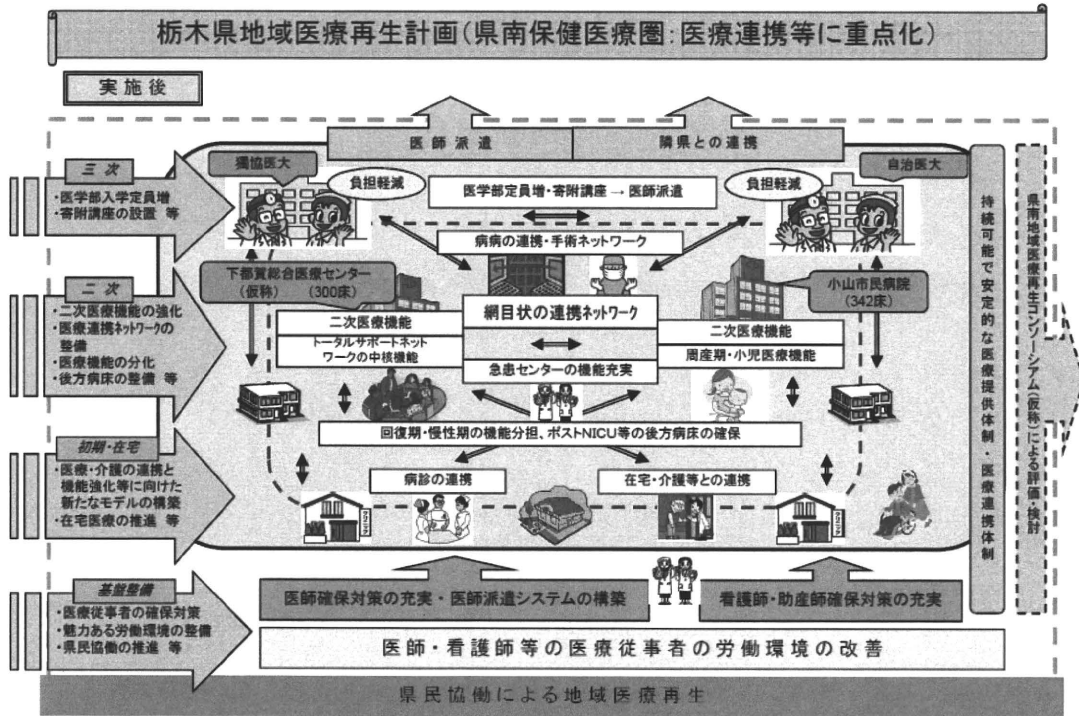 栃木県地域医療再生計画(県南保健医療圏:医療連携等に重点化)
実施後
医師派遣
隣県との連携
三次
・医学部入学定員増
・寄附講座の設置 等
獨協医大
負担軽減
医学部定員増・寄附講座 → 医師派遣
負担軽減
自治医大
病病の連携・手術ネットワーク
二次
・二次医療機能の強化
・医療連携ネットワークの
整備
・医療機能の分化
・後方病床の整備 等
下都賀総合医療センター
(仮称) (300床)
小山市民病院
(342床)
網目状の連携ネットワーク
二次医療機能
トータルサポートネット
ワークの中核機能
急患センターの機能充実
二次医療機能
周産期・小児医療機能
回復期・慢性期の機能分担、ポストNICU等の後方病床の確保
初期・在宅
・医療・介護の連携と
機能強化等に向けた
新たなモデルの構築
・在宅医療の推進 等
病診の連携
在宅・介護等との連携
持続可能で安定的な医療提供体制・医療連携体制
県南地域医療再生コンソーシアム(仮称)による評価・検討
基盤整備
・医療従事者の確保対策
・魅力ある労働環境の整備
・県民協働の推進 等
医師確保対策の充実・医師派遣システムの構築
看護師・助産師確保対策の充実
医師・看護師等の医療従事者の労働環境の改善
県民協働による地域医療再生